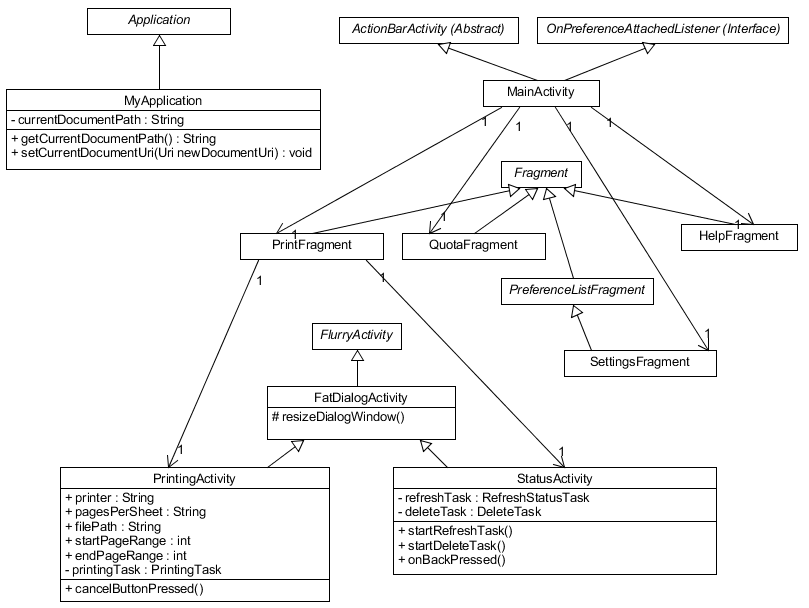 Application
ActionBarActivity (Abstract)
OnPreferenceAttachedListener (Interface)
MyApplication
- currentDocumentPath : String
+ getCurrentDocumentPath() : String
+ setCurrentDocumentUri(Uri newDocumentUri) : void
MainActivity
1
1
1
1
Fragment
1
1
1
PrintFragment
QuotaFragment
HelpFragment
1
1
PreferenceListFragment
FlurryActivity
1
SettingsFragment
FatDialogActivity
# resizeDialogWindow()
1
1
PrintingActivity
+ printer : String
+ pagesPerSheet : String
+ filePath : String
+ startPageRange : int
+ endPageRange : int
- printingTask : PrintingTask
+ cancelButtonPressed()
StatusActivity
- refreshTask : RefreshStatusTask
- deleteTask : DeleteTask
+ startRefreshTask()
+ startDeleteTask()
+ onBackPressed()